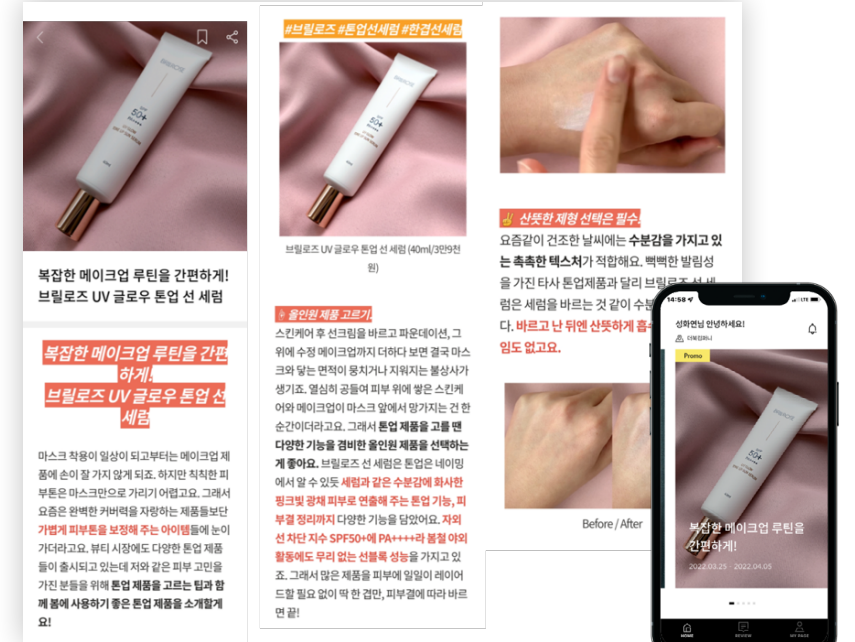 BRILROSE
SPF
50+
PA++++
UV GLOW
TONE UP SUN SERUM
40ml
복잡한 메이크업 루틴을 간편하게!
브릴로즈 UV 글로우 톤업 선 세럼
복잡한 메이크업 루틴을 간편
하게!
브릴로즈 UV 글로우 톤업 선
세럼
마스크 착용이 일상이 되고부터는 메이크업 제
품에 손이 잘 가지 않게 되죠. 하지만 칙칙한 피
부톤은 마스크만으로 가리기 어렵고요. 그래서
요즘은 완벽한 커버력을 자랑하는 제품들보단
가볍게 피부톤을 보정해 주는 아이템들에 눈이
가더라고요. 뷰티 시장에도 다양한 톤업 제품
들이 출시되고 있는데 저와 같은 피부 고민을
가진 분들을 위해 톤업 제품을 고르는 팁과 함
께 봄에 사용하기 좋은 톤업 제품을 소개할게
요!
#브릴로즈 #톤업선세럼 #한겹선세럼
50+
브릴로즈 UV 글로우 톤업 선 세럼 (40ml/3만9천
원)
☝ 올인원 제품 고르기!
스킨케어 후 선크림을 바르고 파운데이션, 그
위에 수정 메이크업까지 더하다 보면 결국 마스
크와 닿는 면적이 뭉치거나 지워지는 불상사가
생기죠. 열심히 공들여 피부 위에 쌓은 스킨케
어와 메이크업이 마스크 앞에서 망가지는 건 한
순간이더라고요. 그래서 톤업 제품을 고를 땐
다양한 기능을 겸비한 올인원 제품을 선택하는
게 좋아요. 브릴로즈 선 세럼은 톤업은 네이밍
에서 알 수 있듯 세럼과 같은 수분감에 화사한
핑크빛 광채 피부로 연출해 주는 톤업 기능, 피
부결 정리까지 다양한 기능을 담았어요. 자외
선 차단 지수 SPF50+에 PA++++라 봄철 야외
활동에도 무리 없는 선블록 성능을 가지고 있
죠. 그래서 많은 제품을 피부에 일일이 레이어
드할 필요 없이 딱 한 겹만, 피부결에 따라 바르
면 끝!
✌ 산뜻한 제형 선택은 필수!
요즘같이 건조한 날씨에는 수분감을 가지고 있
는 촉촉한 텍스처가 적합해요. 뻑뻑한 발림성
을 가진 타사 톤업제품과 달리 브릴로즈 선 세
럼은 세럼을 바르는 것 같이 수분
다. 바르고 난 뒤엔 산뜻하게 흡수
임도 없고요.
Before / After
14:58
LTE
성화연님 안녕하세요!
더복잡퍼니
Promo
50+
복잡한 메이크업 루틴을
간편하게!
2022.03.25 - 2022.04.05
HOME
REVIEW
MY PAGE